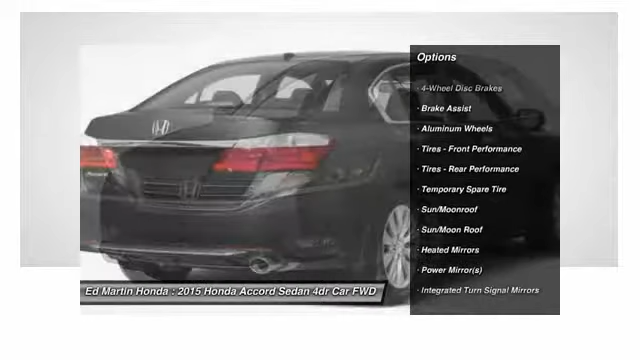 Options
· 4-Wheel Disc Brakes
· Brake Assist
· Aluminum Wheels
· Tires - Front Performance
· Tires - Rear Performance
· Temporary Spare Tire
· Sun/Moonroof
· Sun/Moon Roof
· Heated Mirrors
· Power Mirror(s)
· Integrated Turn Signal Mirrors
Accord
Ed Martin Honda : 2015 Honda Accord Sedan 4dr Car FWD